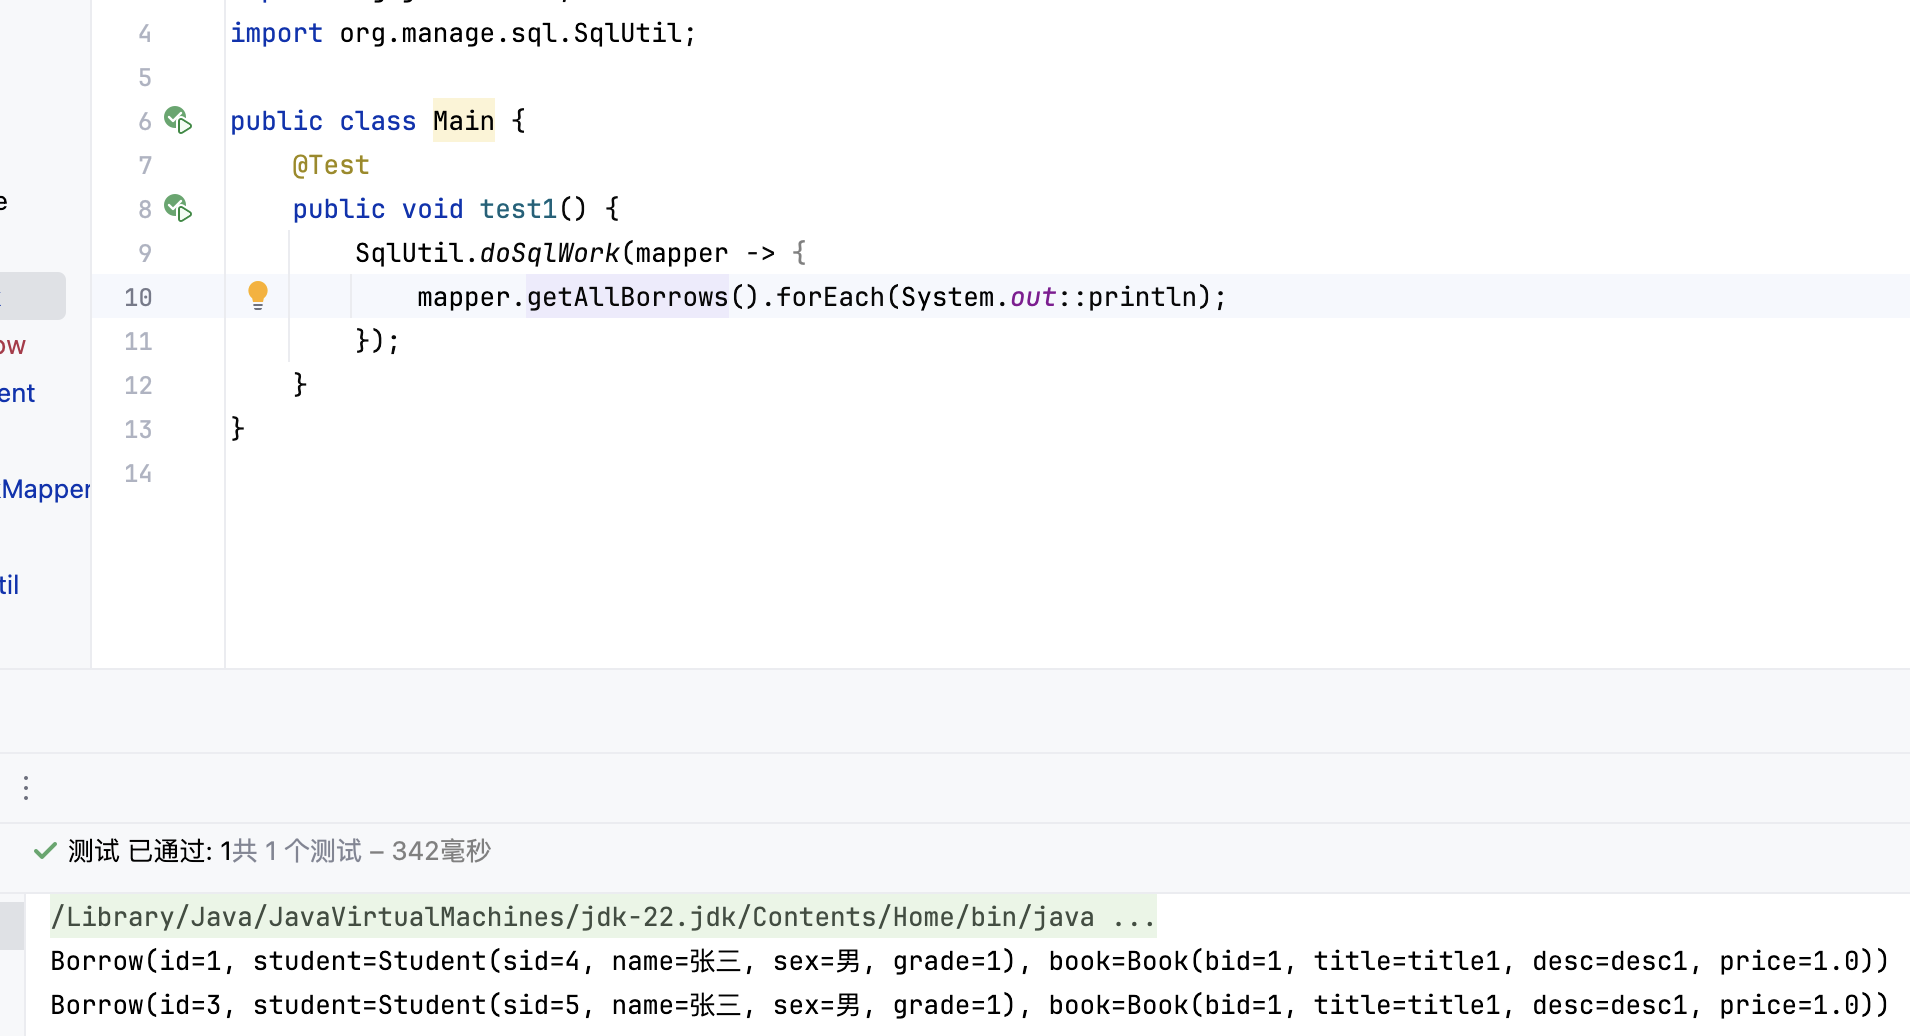 4 import org.manage.sql.SqlUtil;
5
6 public class Main {
7 @Test
8 public void test1() {
9 SqlUtil.doSqlWork(mapper -> {
10 mapper.getAllBorrows().forEach(System.out::println);
11 });
12 }
13 }
14
e
ow
ent
Mapper
til
测试 已通过: 1共 1 个测试 – 342毫秒
/Library/Java/JavaVirtualMachines/jdk-22.jdk/Contents/Home/bin/java ...
Borrow(id=1, student=Student(sid=4, name=张三, sex=男, grade=1), book=Book(bid=1, title=title1, desc=desc1, price=1.0))
Borrow(id=3, student=Student(sid=5, name=张三, sex=男, grade=1), book=Book(bid=1, title=title1, desc=desc1, price=1.0))